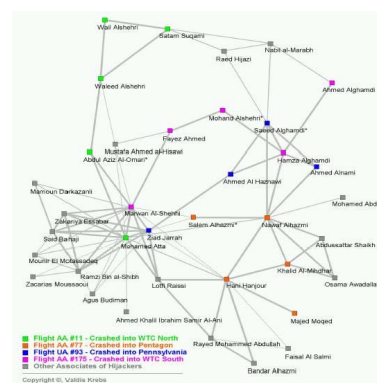 Wail Alshehri
Satam Suqami
Nabil al-Marabh
Raed Hijazi
Waleed Alshehri
Ahmed Alghamdi
Mohand Alshehri*
Saeed Alghamdi*
Fayez Ahmed
Mustafa Ahmed al-Hisawi
Abdul Aziz Al-Omari*
Hamza Alghamdi
Ahmed Alnami
Ahmed Al Haznawi
Mamoun Darkazanli
Zakariya Essabar
Marwan Al-Shehhi
Mohamed Abdi
Said Bahaji
Salem Alhazmi*
Nawaf Alhazmi
Ziad Jarrah
Mohamed Atta
Abdussattar Shaikh
Mounir El Motassadeq
Khalid Al-Mihdhar
Zacarias Moussaoui
Ramzi Bin al-Shibh
Lotfi Raissi
Hani Hanjour
Osama Awadallah
Agus Budiman
Ahmed Khalil Ibrahim Samir Al-Ani
Majed Moqed
Rayed Mohammed Abdullah
Faisal Al Salmi
Bandar Alhazmi
Flight AA #11 - Crashed into WTC North
Flight AA #77 - Crashed into Pentagon
Flight UA #93 - Crashed into Pennsylvania
Flight AA #175 - Crashed into WTC South
Other Associates of Hijackers
Copyright ©, Valdis Krebs